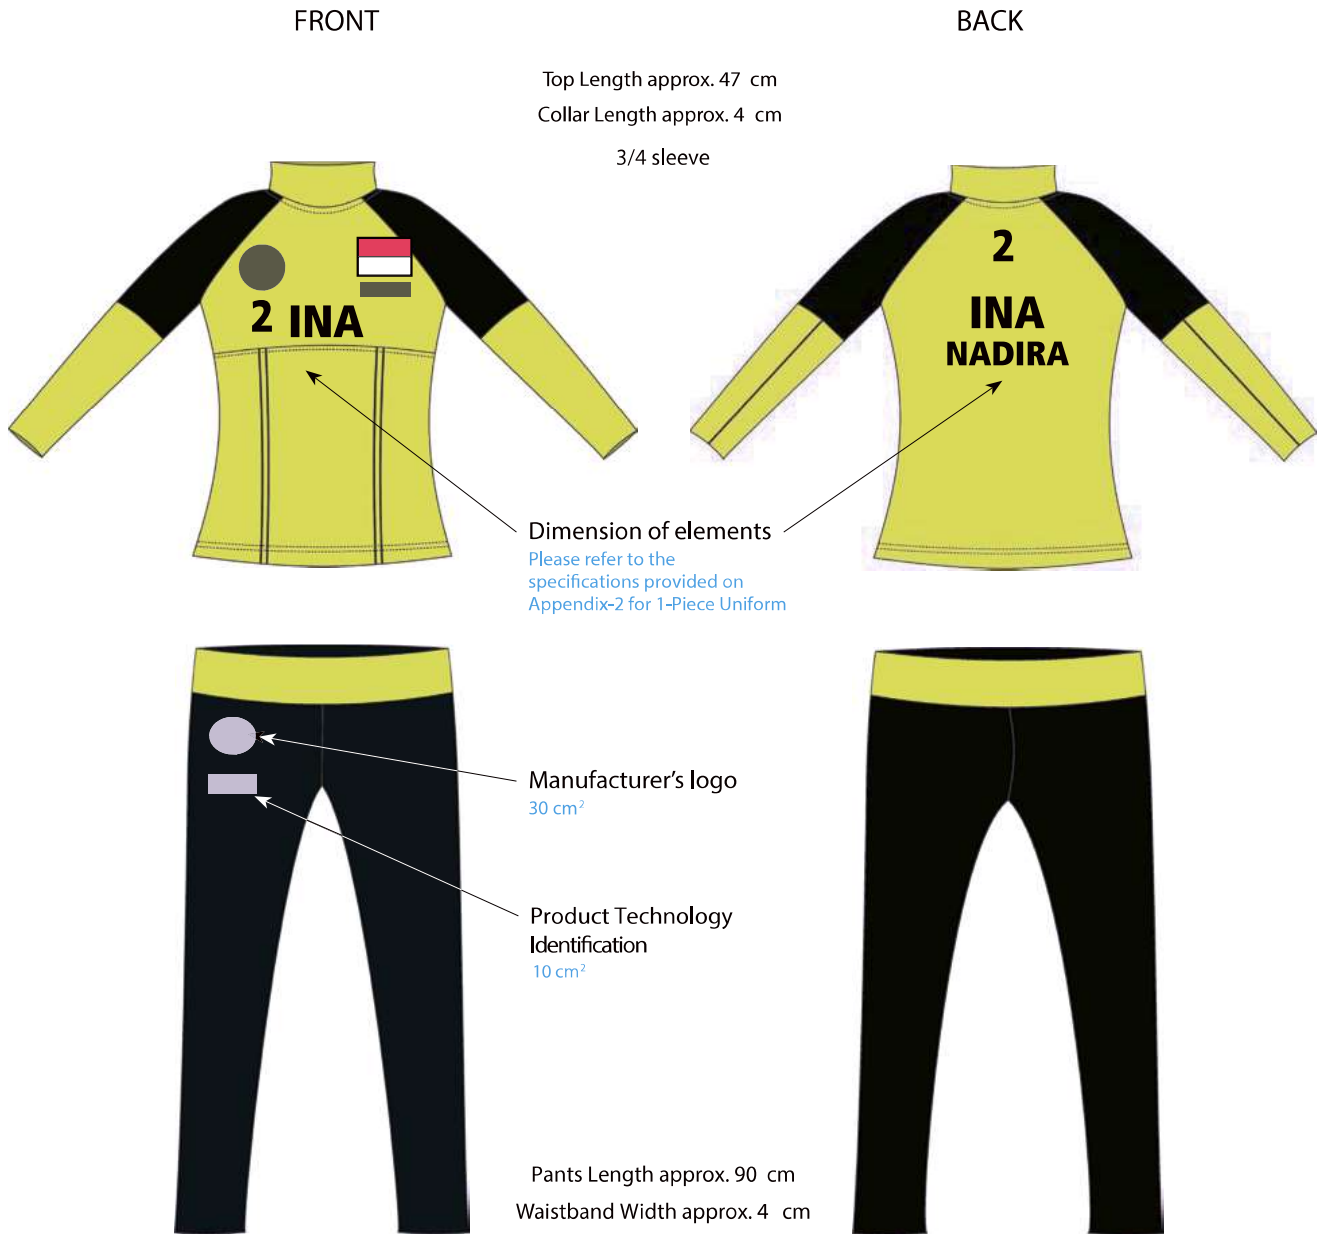 FRONT
BACK
Top Length approx. 47 cm
Collar Length approx. 4 cm
3/4 sleeve
2 INA
2
INA
NADIRA
Dimension of elements
Please refer to the
specifications provided on
Appendix-2 for 1-Piece Uniform
Manufacturer's logo
30 cm²
Product Technology
Identification
10 cm²
Pants Length approx. 90 cm
Waistband Width approx. 4 cm